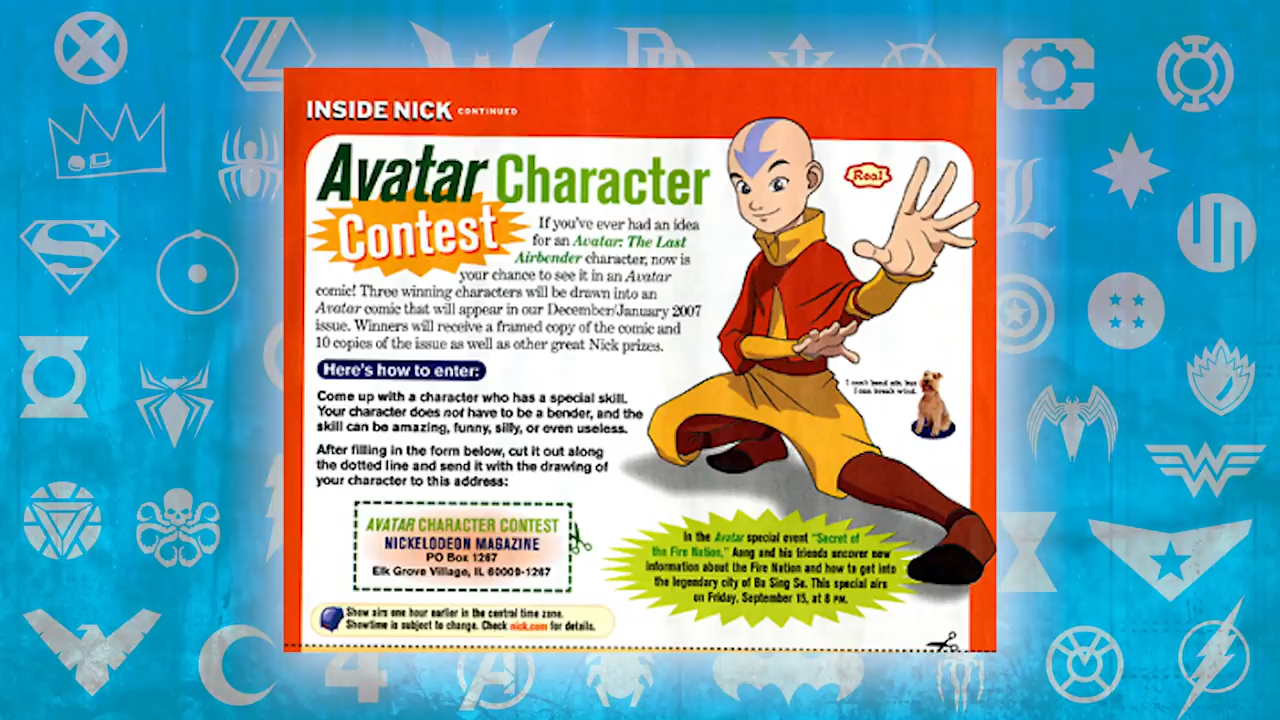 INSIDE NICK CONTINUED
Avatar Character
Contest
If you've ever had an idea
for an Avatar: The Last
Airbender character, now is
your chance to see it in an Avatar
comic! Three winning characters will be drawn into an
Avatar comic that will appear in our December/January 2007
issue. Winners will receive a framed copy of the comic and
10 copies of the issue as well as other great Nick prizes.
Here's how to enter:
Come up with a character who has a special skill.
Your character does not have to be a bender, and the
skill can be amazing, funny, silly, or even useless.
After filling in the form below, cut it out along
the dotted line and send it with the drawing of
your character to this address:
AVATAR CHARACTER CONTEST
NICKELODEON MAGAZINE
PO Box 1267
Elk Grove Village, IL 60009-1267
Show airs one hour earlier in the central time zone.
Showtime is subject to change. Check nick.com for details.
Real
I can't bend air, but
I can break wind.
In the Avatar special event "Secret of
the Fire Nation," Aang and his friends uncover new
information about the Fire Nation and how to get into
the legendary city of Ba Sing Se. This special airs
on Friday, September 15, at 8 PM.